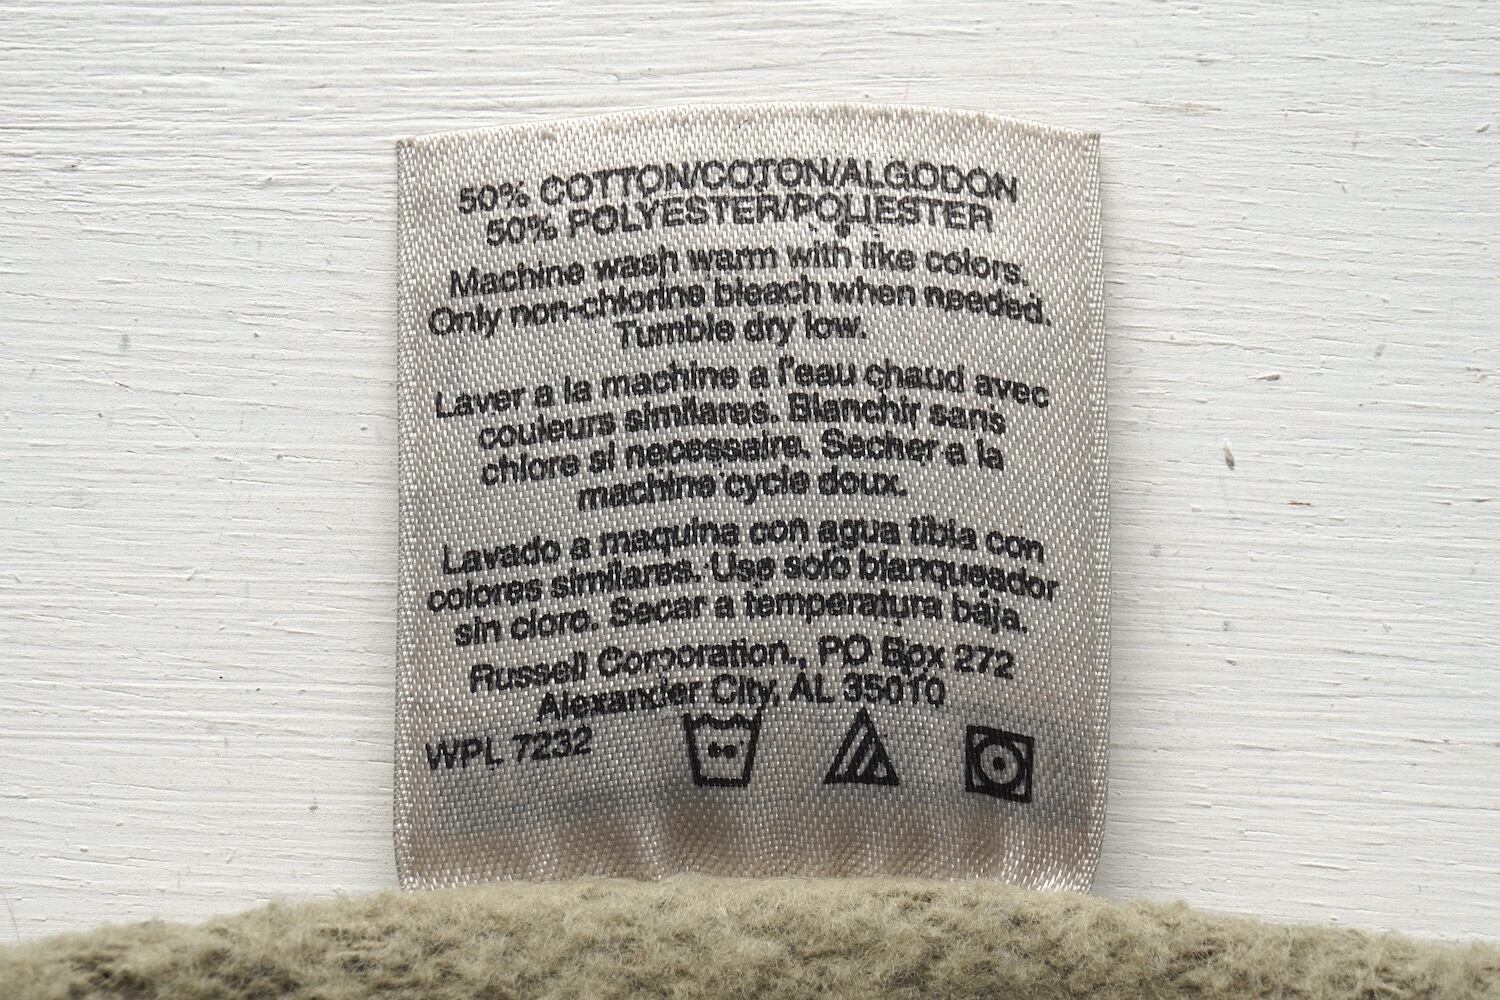 50% COTTON/COTON/ALGODON
50% POLYESTER/POLIESTER
Machine wash warm with like colors.
Only non-chlorine bleach when needed.
Tumble dry low.
Laver a la machine a l'eau chaud avec
couleurs similares. Blanchir sans
chlore si necessaire. Secher a la
machine cycle doux.
Lavado a maquina con agua tibia con
colores similares. Use solo blanqueador
sin cloro. Secar a temperatura baja.
Russell Corporation., PO Box 272
Alexander City, AL 35010
WPL 7232